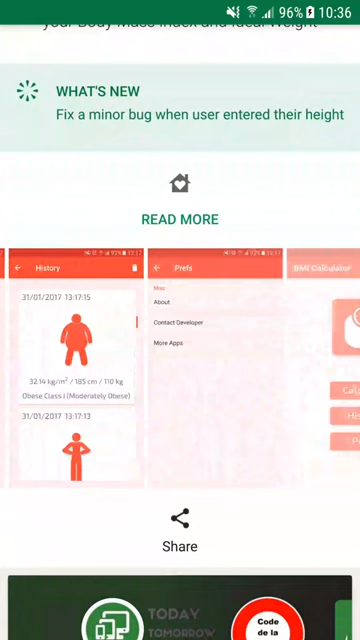 96% 10:36
your Body Mass Index and Ideal Weight
WHAT'S NEW
Fix a minor bug when user entered their height
READ MORE
History
31/01/2017 13:17:15
32.14 kg/m² / 185 cm / 110 kg
Obese Class I (Moderately Obese)
31/01/2017 13:17:13
Prefs
Misc
About
Contact Developer
More Apps
BMI Calculator
Calc
His
P
Share
TODAY
TOMORROW
Code
de la